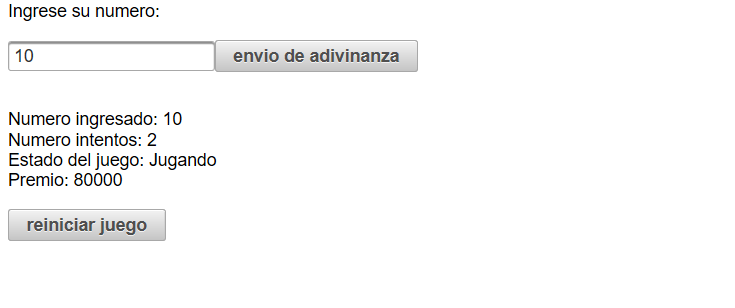 Ingrese su numero:
10 envio de adivinanza
Numero ingresado: 10
Numero intentos: 2
Estado del juego: Jugando
Premio: 80000
reiniciar juego